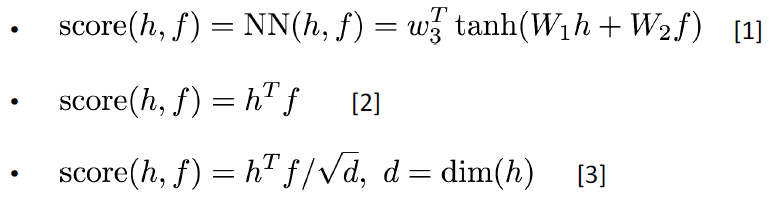 • score(h, f) = NN(h, f) = w₃ᵀ tanh(W₁h + W₂f) [1]
• score(h, f) = hᵀf [2]
• score(h, f) = hᵀf/√d, d = dim(h) [3]